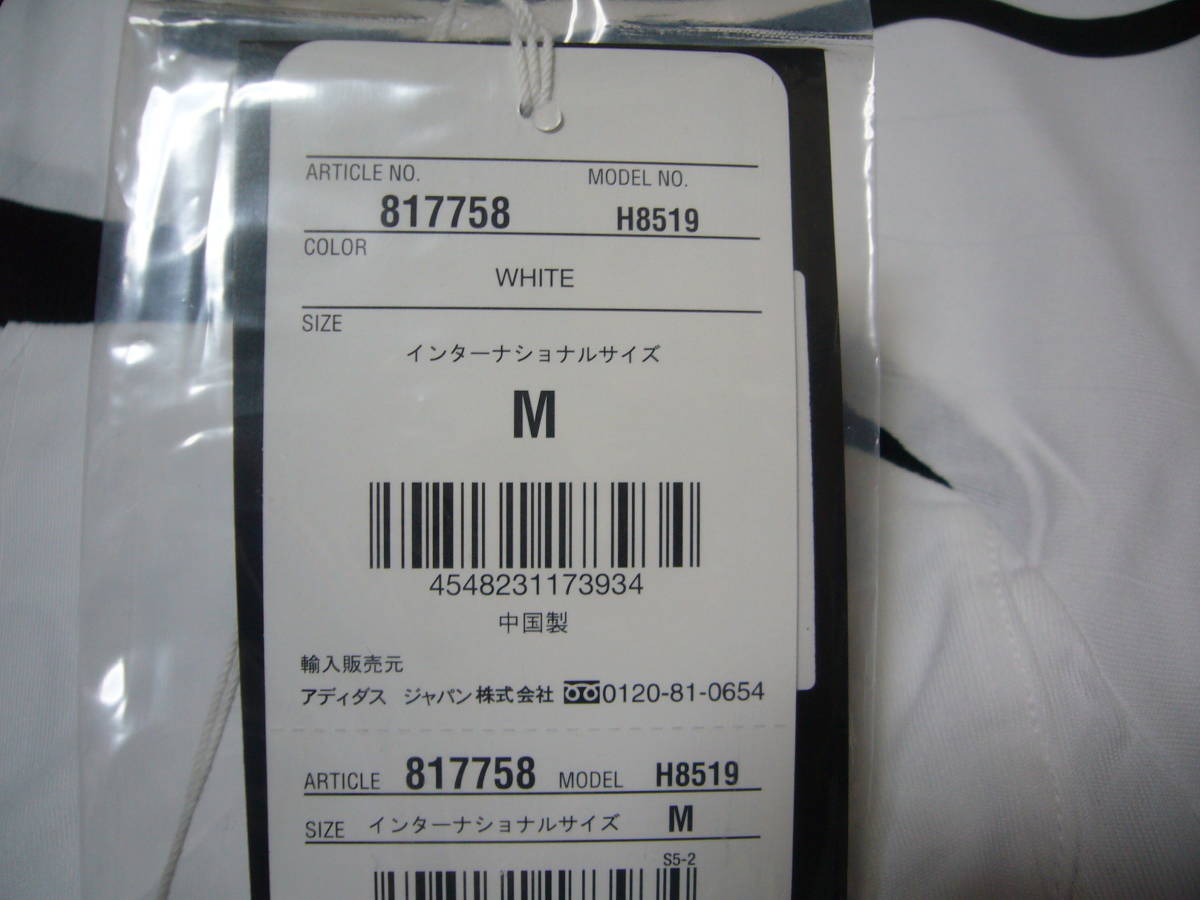 ARTICLE NO. MODEL NO.
817758 H8519
COLOR
WHITE
SIZE
インターナショナルサイズ
M
4548231173934
中国製
輸入販売元
アディダス ジャパン株式会社 0120-81-0654
ARTICLE 817758 MODEL H8519
SIZE インターナショナルサイズ M
S5-2